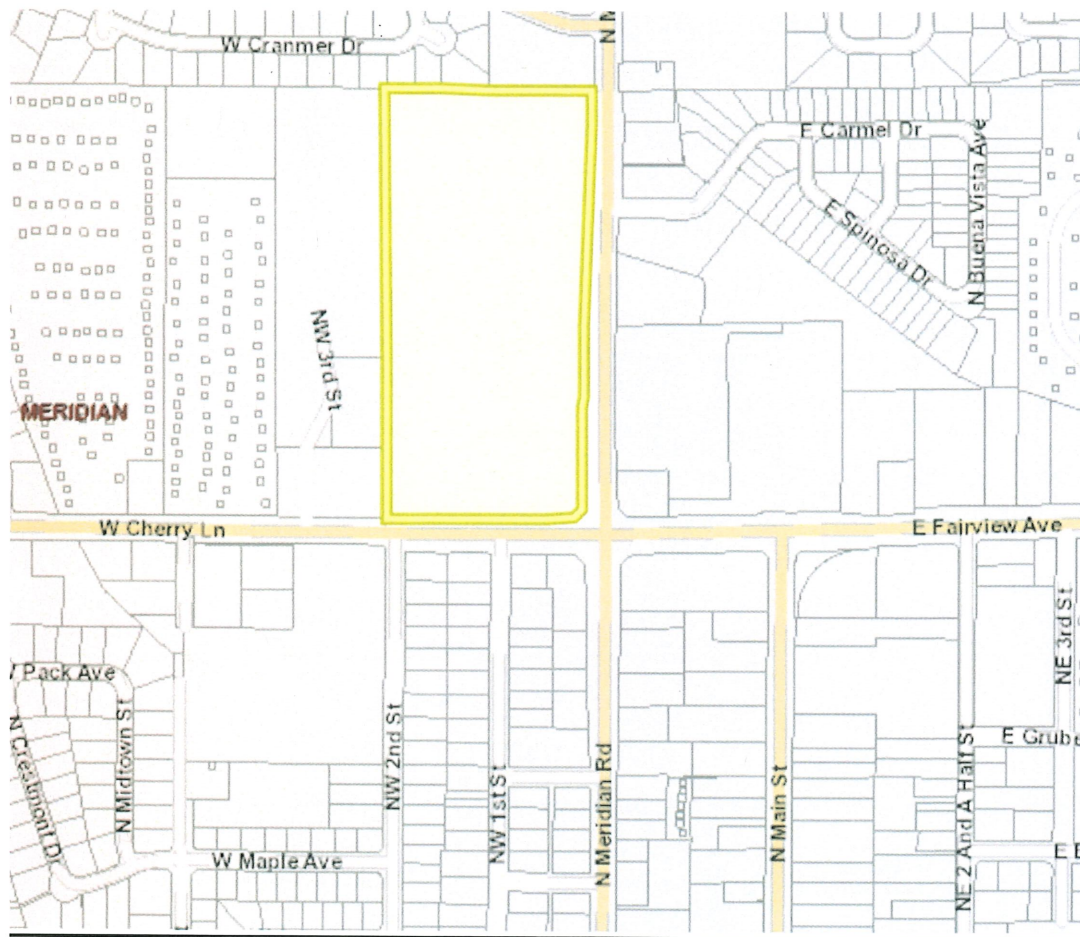 W Cranmer Dr
N M
E Carmel Dr
N Buena Vista Ave
E Spinosa Dr
NW 3rd St
MERIDIAN
W Cherry Ln
E Fairview Ave
Pack Ave
N Crestmont Dr
N Midtown St
NW 2nd St
NW 1st St
N Meridian Rd
N Main St
NE 2 And A Half St
NE 3rd St
E Grube
W Maple Ave
E